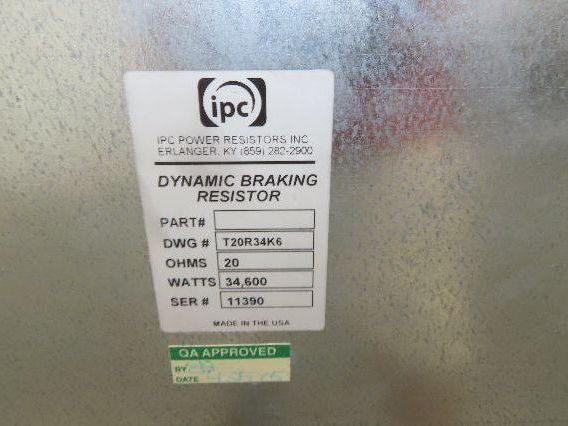 ipc
IPC POWER RESISTORS INC
ERLANGER, KY (859) 282-2900
DYNAMIC BRAKING
RESISTOR
PART#
DWG # T20R34K6
OHMS 20
WATTS 34,600
SER # 11390
MADE IN THE USA
QA APPROVED
BY
DATE